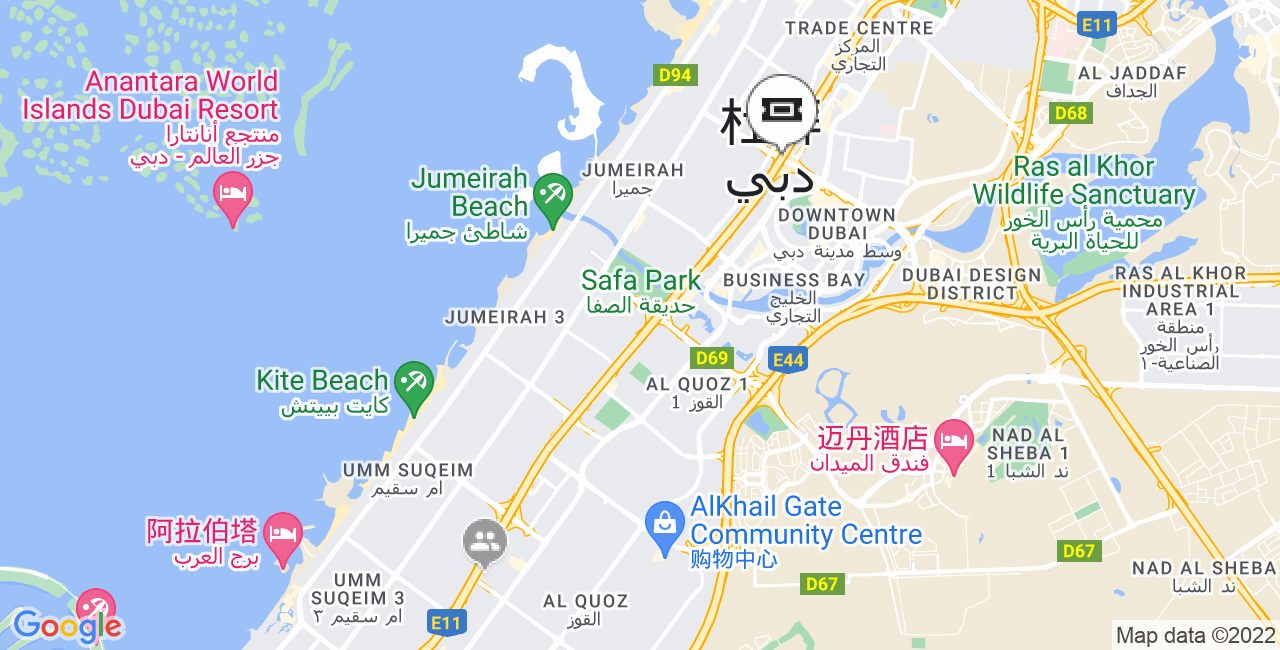 TRADE CENTRE
المركز
التجاري
E11
D94
AL JADDAF
الجداف
D68
Anantara World
Islands Dubai Resort
منتجع أنانتارا
جزر العالم - دبي
دبي
JUMEIRAH
جميرا
Jumeirah
Beach
شاطئ جميرا
Ras al Khor
Wildlife Sanctuary
محمية رأس الخور
للحياة البرية
DOWNTOWN
DUBAI
وسط مدينة دبي
Safa Park
حديقة الصفا
BUSINESS BAY
الخليج
التجاري
DUBAI DESIGN
DISTRICT
RAS AL KHOR
INDUSTRIAL
AREA 1
منطقة
رأس الخور
الصناعية-١
JUMEIRAH 3
D69
E44
Kite Beach
كايت بييتش
AL QUOZ 1
القوز 1
迈丹酒店
فندق الميدان
NAD AL
SHEBA 1
ند الشبا 1
UMM SUQEIM
ام سقيم
AlKhail Gate
Community Centre
购物中心
阿拉伯塔
برج العرب
D67
D67
NAD AL SHEBA
ند الشبا
UMM
SUQEIM 3
ام سقيم ٣
AL QUOZ
القوز
E11
Google
Map data ©2022